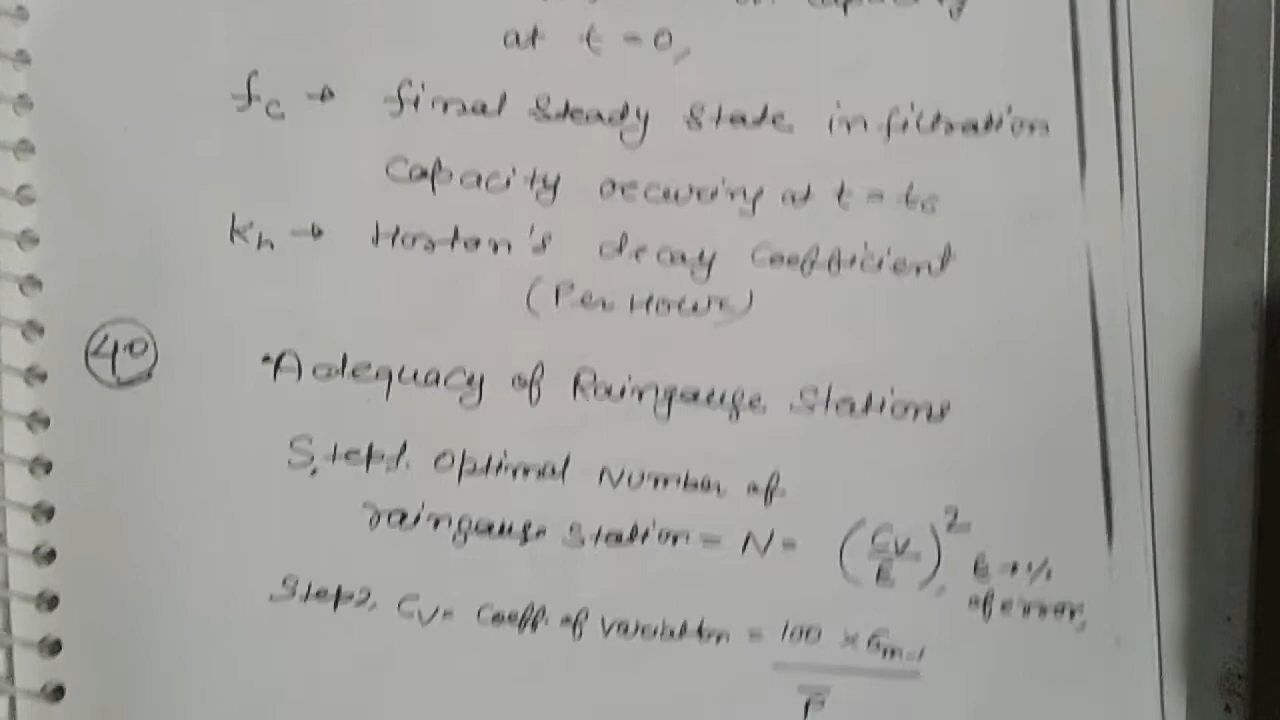 capacity
at t = 0,
fc → final steady state infiltration
capacity occuring at t = tc
Kh → Horton's decay coefficient
(Per Hour)
40
Adequacy of Raingauge Stations
Step1. Optimal Number of
raingauge station = N = (Cv/E)², E → %
of error,
Step2, Cv = Coeff. of variation = 100 × σm-1 / P̄